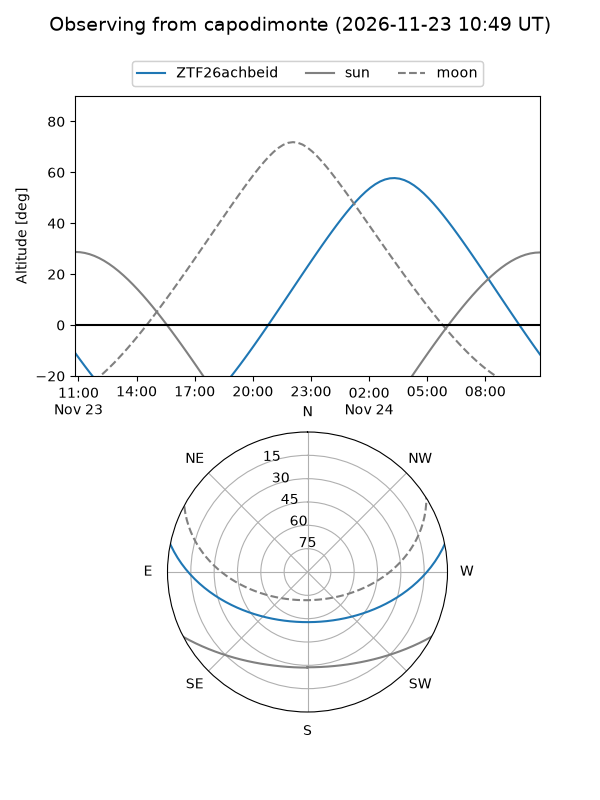 Observing from capodimonte (2026-11-23 10:49 UT)
ZTF26achbeid sun moon
Altitude [deg]
80
60
40
20
0
−20
11:00 14:00 17:00 20:00 23:00 02:00 05:00 08:00
Nov 23 Nov 24
N
NE NW
15
30
45
60
75
E W
SE SW
S